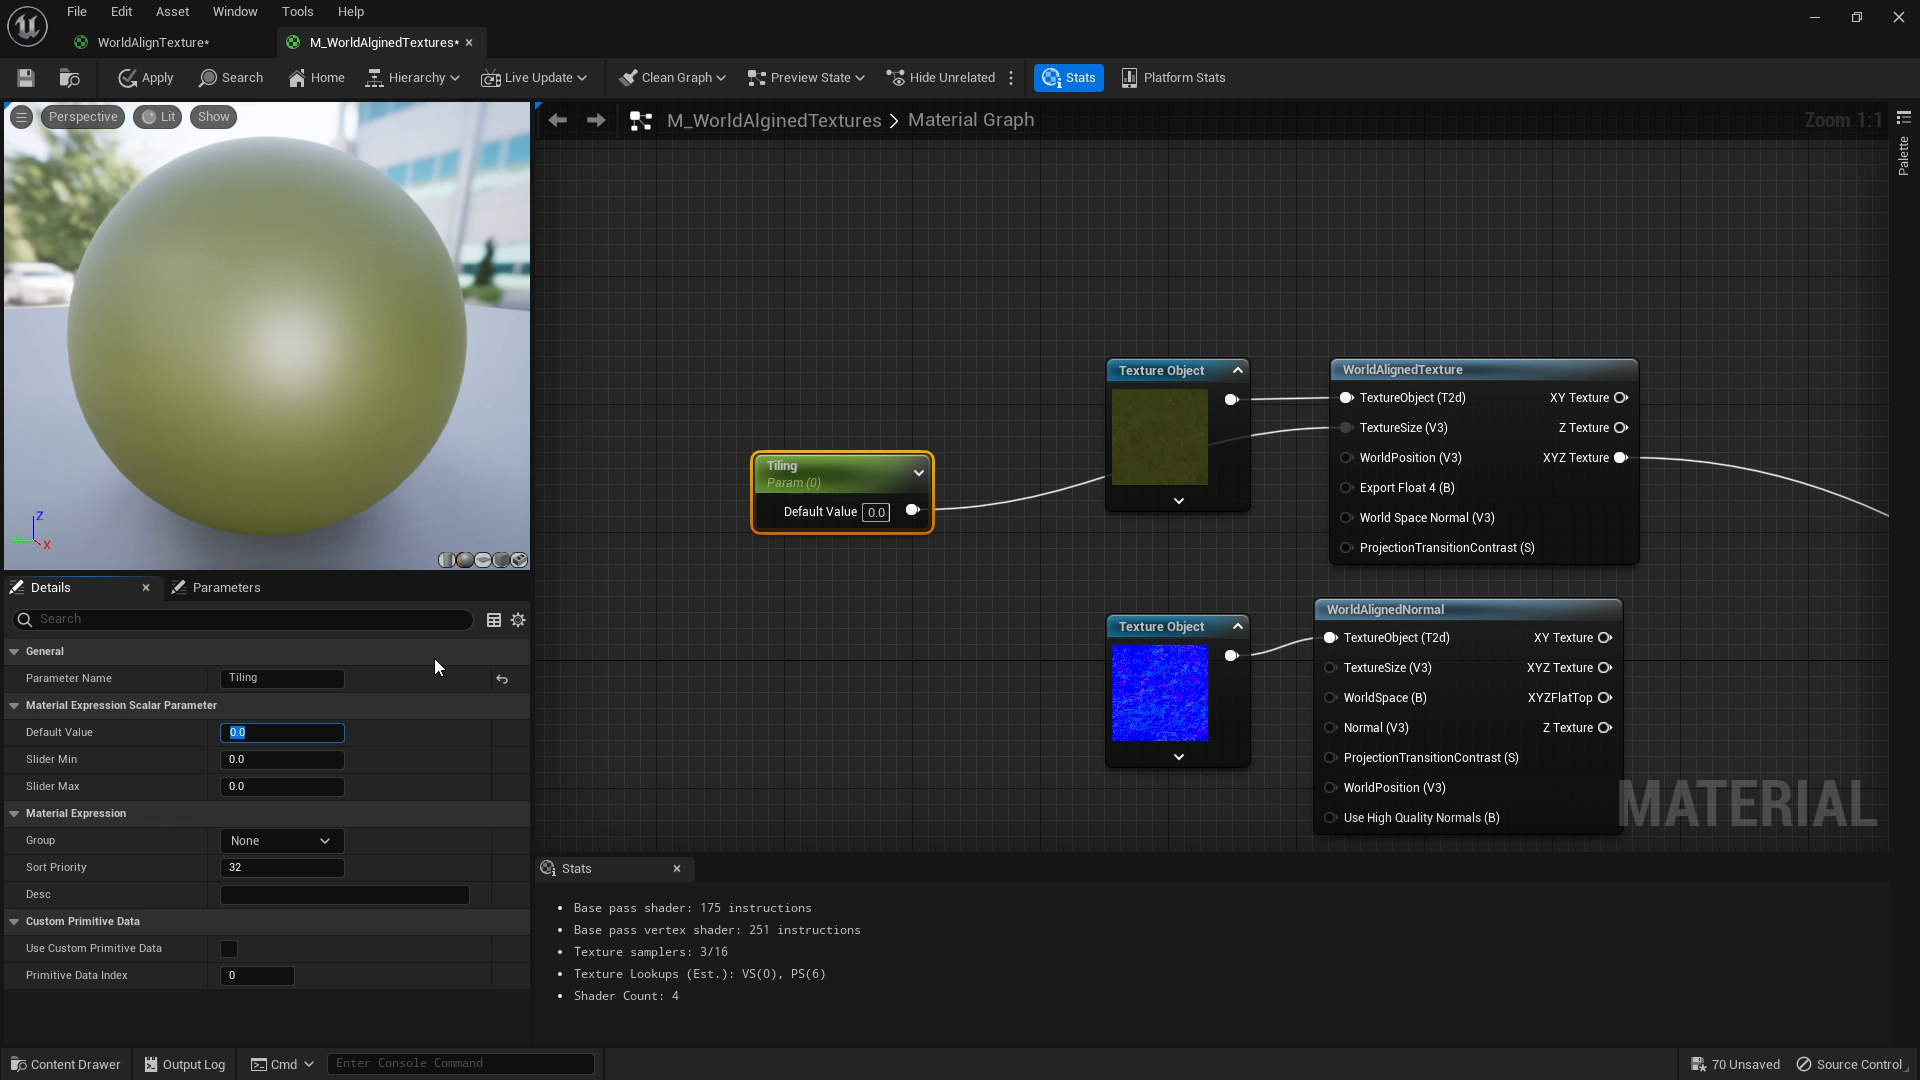 File Edit Asset Window Tools Help
WorldAlignTexture*
M_WorldAlginedTextures*
Apply
Search
Home
Hierarchy
Live Update
Clean Graph
Preview State
Hide Unrelated
Stats
Platform Stats
Perspective
Lit
Show
M_WorldAlginedTextures > Material Graph
Zoom 1:1
Palette
Z
X
Texture Object
WorldAlignedTexture
TextureObject (T2d)
XY Texture
TextureSize (V3)
Z Texture
WorldPosition (V3)
XYZ Texture
Export Float 4 (B)
World Space Normal (V3)
ProjectionTransitionContrast (S)
Tiling
Param (0)
Default Value 0.0
Texture Object
WorldAlignedNormal
TextureObject (T2d)
XY Texture
TextureSize (V3)
XYZ Texture
WorldSpace (B)
XYZFlatTop
Normal (V3)
Z Texture
ProjectionTransitionContrast (S)
WorldPosition (V3)
Use High Quality Normals (B)
MATERIAL
Details
Parameters
Search
General
Parameter Name Tiling
Material Expression Scalar Parameter
Default Value 0.0
Slider Min 0.0
Slider Max 0.0
Material Expression
Group None
Sort Priority 32
Desc
Custom Primitive Data
Use Custom Primitive Data
Primitive Data Index 0
Stats
• Base pass shader: 175 instructions
• Base pass vertex shader: 251 instructions
• Texture samplers: 3/16
• Texture Lookups (Est.): VS(0), PS(6)
• Shader Count: 4
Content Drawer
Output Log
Cmd
Enter Console Command
70 Unsaved
Source Control